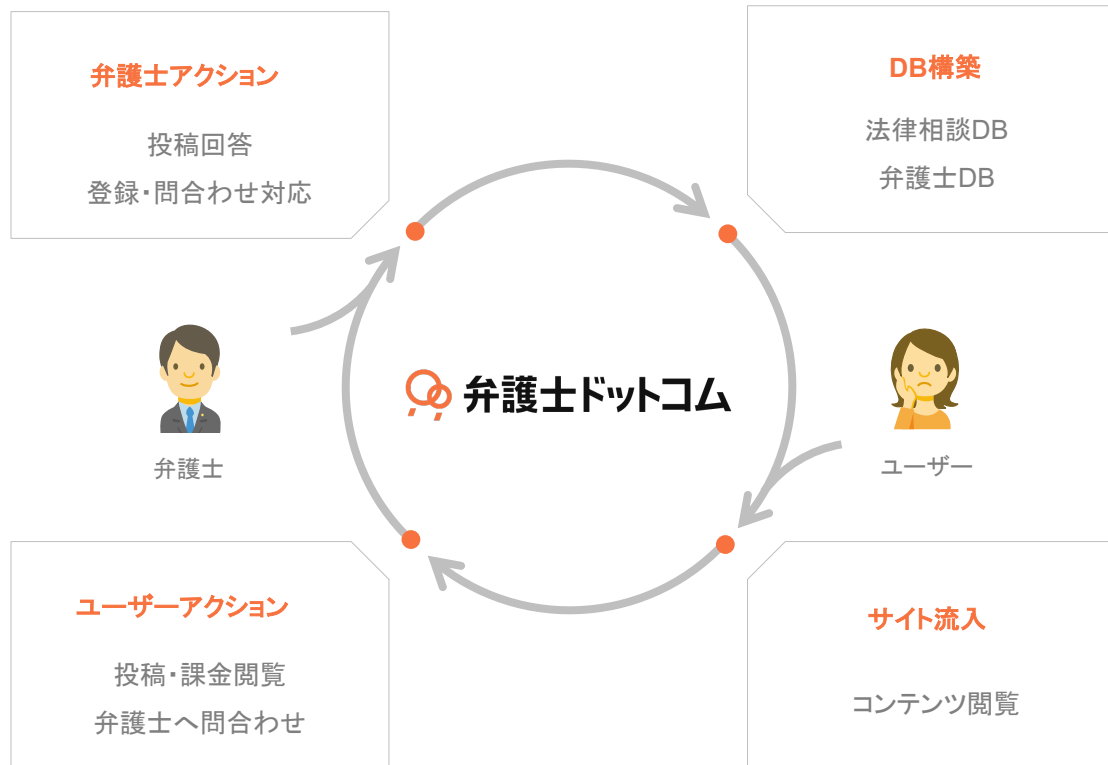 弁護士アクション
投稿回答
登録・問合わせ対応
DB構築
法律相談DB
弁護士DB
弁護士ドットコム
弁護士
ユーザー
ユーザーアクション
投稿・課金閲覧
弁護士へ問合わせ
サイト流入
コンテンツ閲覧